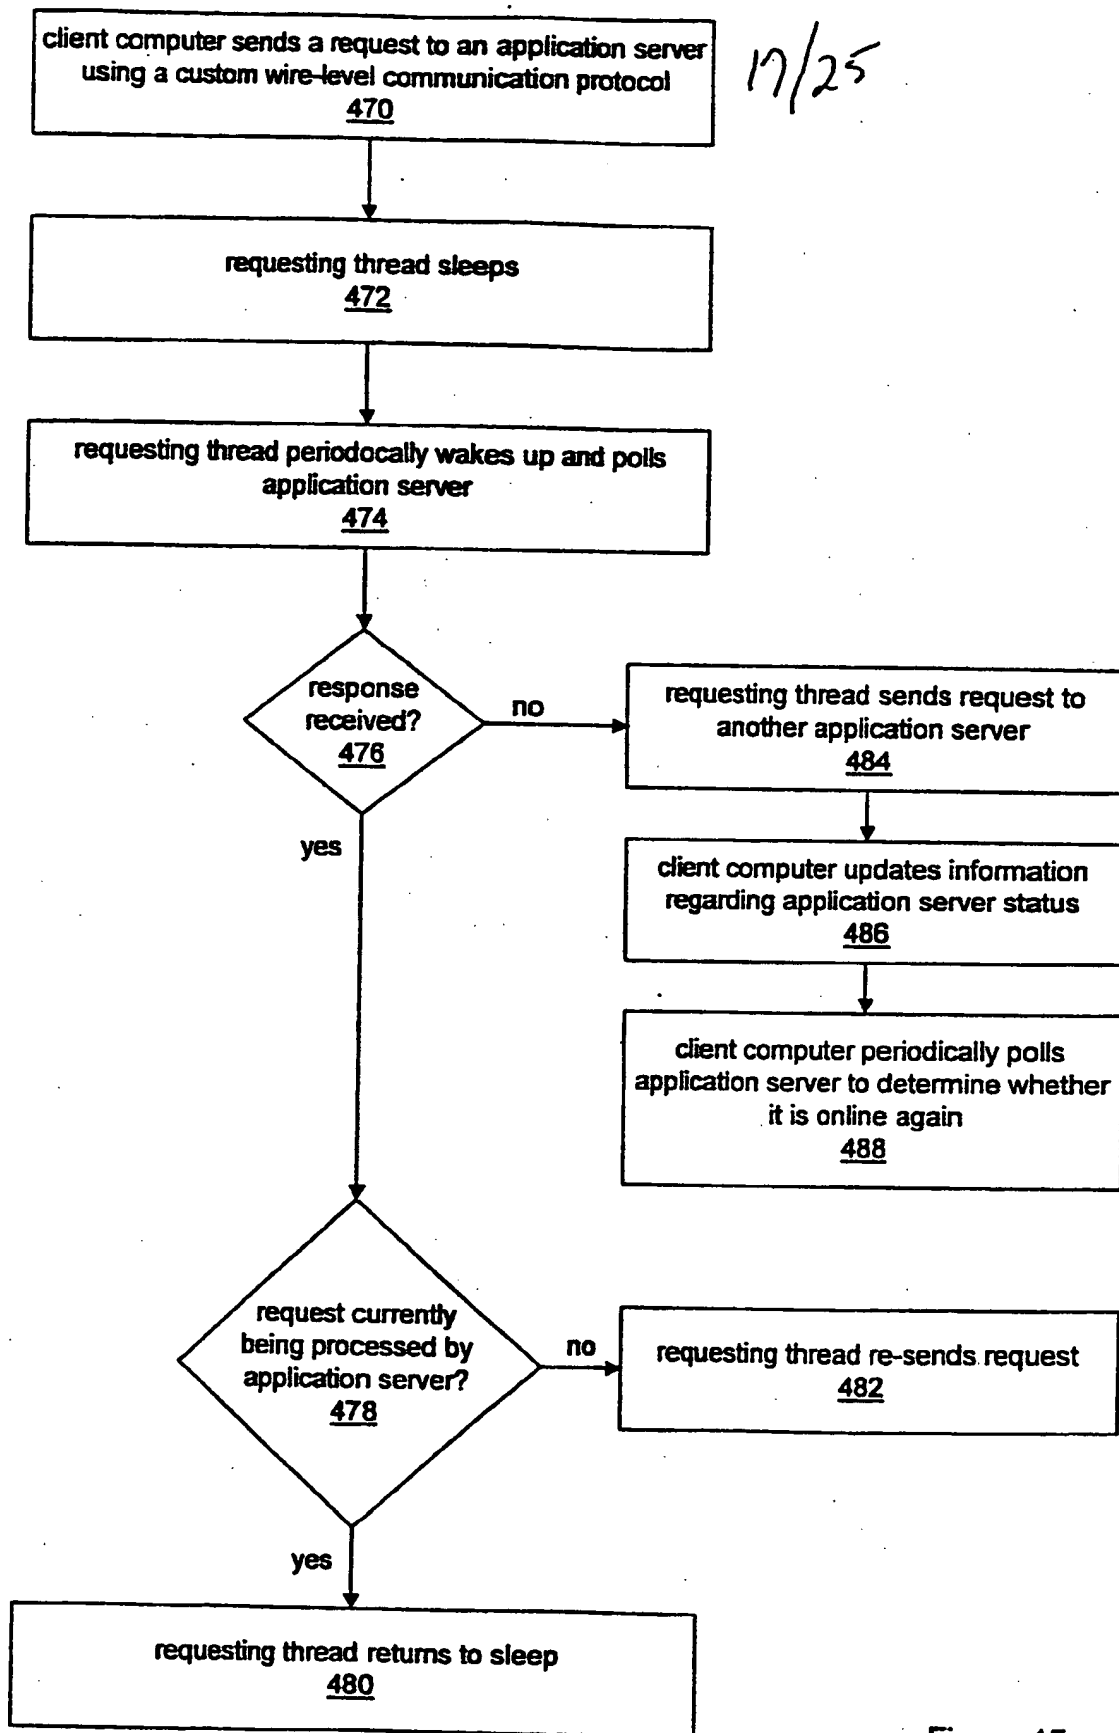 client computer sends a request to an application server
using a custom wire-level communication protocol
470
17/25
requesting thread sleeps
472
requesting thread periodocally wakes up and polls
application server
474
response
received?
476
no
requesting thread sends request to
another application server
484
yes
client computer updates information
regarding application server status
486
client computer periodically polls
application server to determine whether
it is online again
488
request currently
being processed by
application server?
478
no
requesting thread re-sends request
482
yes
requesting thread returns to sleep
480